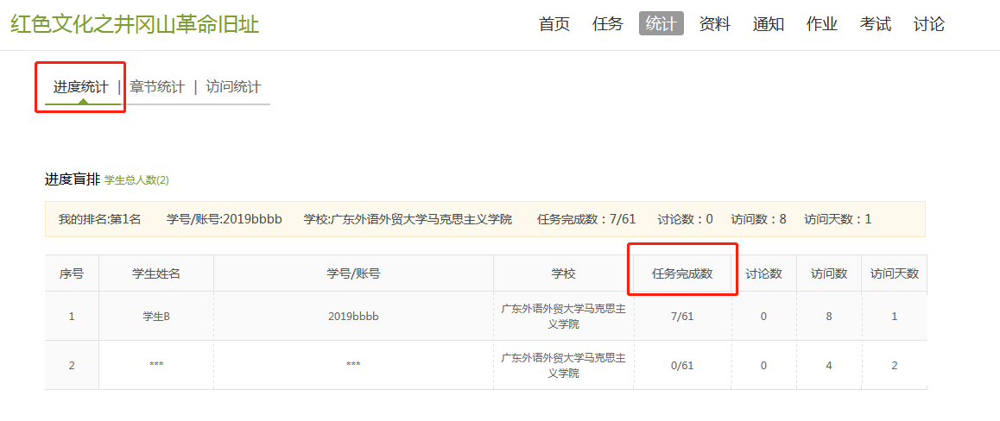 红色文化之井冈山革命旧址 首页 任务 统计 资料 通知 作业 考试 讨论
进度统计 | 章节统计 | 访问统计
进度盲排 学生总人数(2)
我的排名:第1名 学号/账号:2019bbbb 学校:广东外语外贸大学马克思主义学院 任务完成数：7/61 讨论数：0 访问数：8 访问天数：1
序号 学生姓名 学号/账号 学校 任务完成数 讨论数 访问数 访问天数
1 学生B 2019bbbb 广东外语外贸大学马克思主
义学院 7/61 0 8 1
2 *** *** 广东外语外贸大学马克思主
义学院 0/61 0 4 2